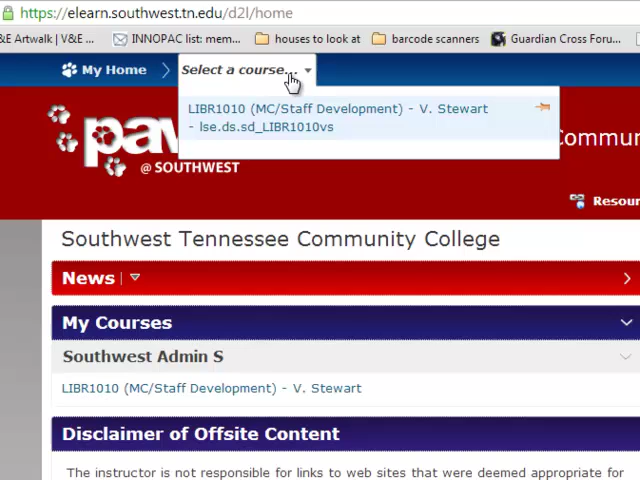 https://elearn.southwest.tn.edu/d2l/home
&E Artwalk | V&E ... INNOPAC list: mem... houses to look at barcode scanners Guardian Cross Foru...
My Home Select a course...
LIBR1010 (MC/Staff Development) - V. Stewart
- lse.ds.sd_LIBR1010vs
paw
Commun
@ SOUTHWEST
Resour
Southwest Tennessee Community College
News
My Courses
Southwest Admin S
LIBR1010 (MC/Staff Development) - V. Stewart
Disclaimer of Offsite Content
The instructor is not responsible for links to web sites that were deemed appropriate for